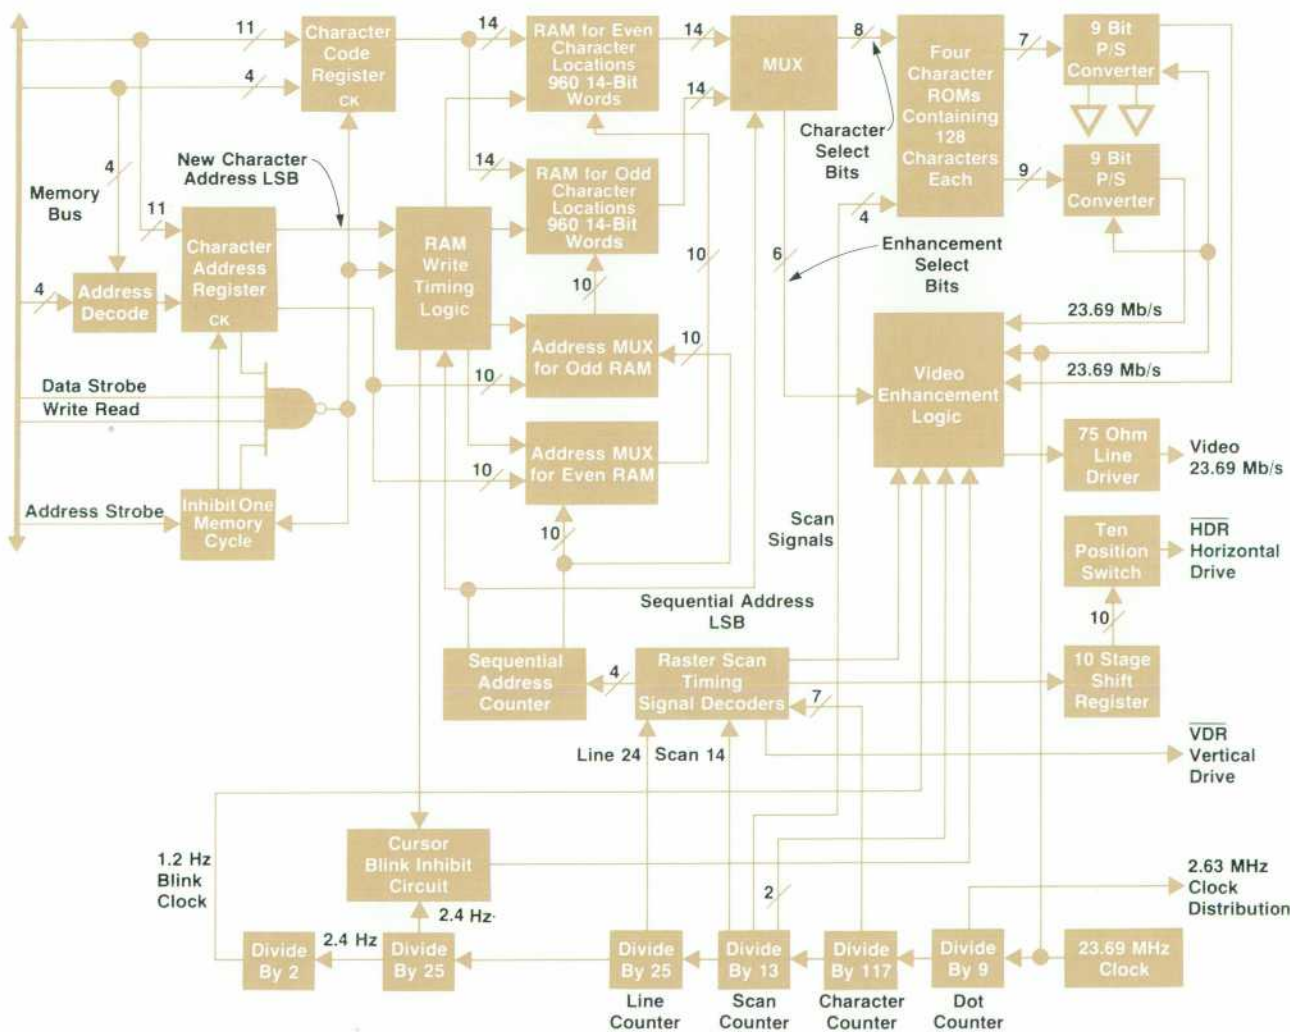 11
4
Character
Code
Register
CK
14
14
RAM for Even
Character
Locations
960 14-Bit
Words
14
14
MUX
8
Character
Select
Bits
4
Four
Character
ROMs
Containing
128
Characters
Each
7
9
9 Bit
P/S
Converter
9 Bit
P/S
Converter
4
Memory
Bus
11
New Character
Address LSB
RAM for Odd
Character
Locations
960 14-Bit
Words
Character
Address
Register
CK
4
Address
Decode
RAM
Write
Timing
Logic
10
10
10
Address MUX
for Odd RAM
10
6
Enhancement
Select
Bits
23.69 Mb/s
23.69 Mb/s
Video
Enhancement
Logic
Data Strobe
Write Read
10
Address MUX
for Even RAM
75 Ohm
Line
Driver
Video
23.69 Mb/s
Address Strobe
Inhibit One
Memory
Cycle
10
Scan
Signals
Ten
Position
Switch
HDR
Horizontal
Drive
10
Sequential Address
LSB
Sequential
Address
Counter
4
Raster Scan
Timing
Signal Decoders
7
10 Stage
Shift
Register
Line 24
Scan 14
VDR
Vertical
Drive
1.2 Hz
Blink
Clock
Cursor
Blink Inhibit
Circuit
2.4 Hz
2
2.63 MHz
Clock
Distribution
Divide
By 2
2.4 Hz
Divide
By 25
Divide
By 25
Divide
By 13
Divide
By 117
Divide
By 9
23.69 MHz
Clock
Line
Counter
Scan
Counter
Character
Counter
Dot
Counter